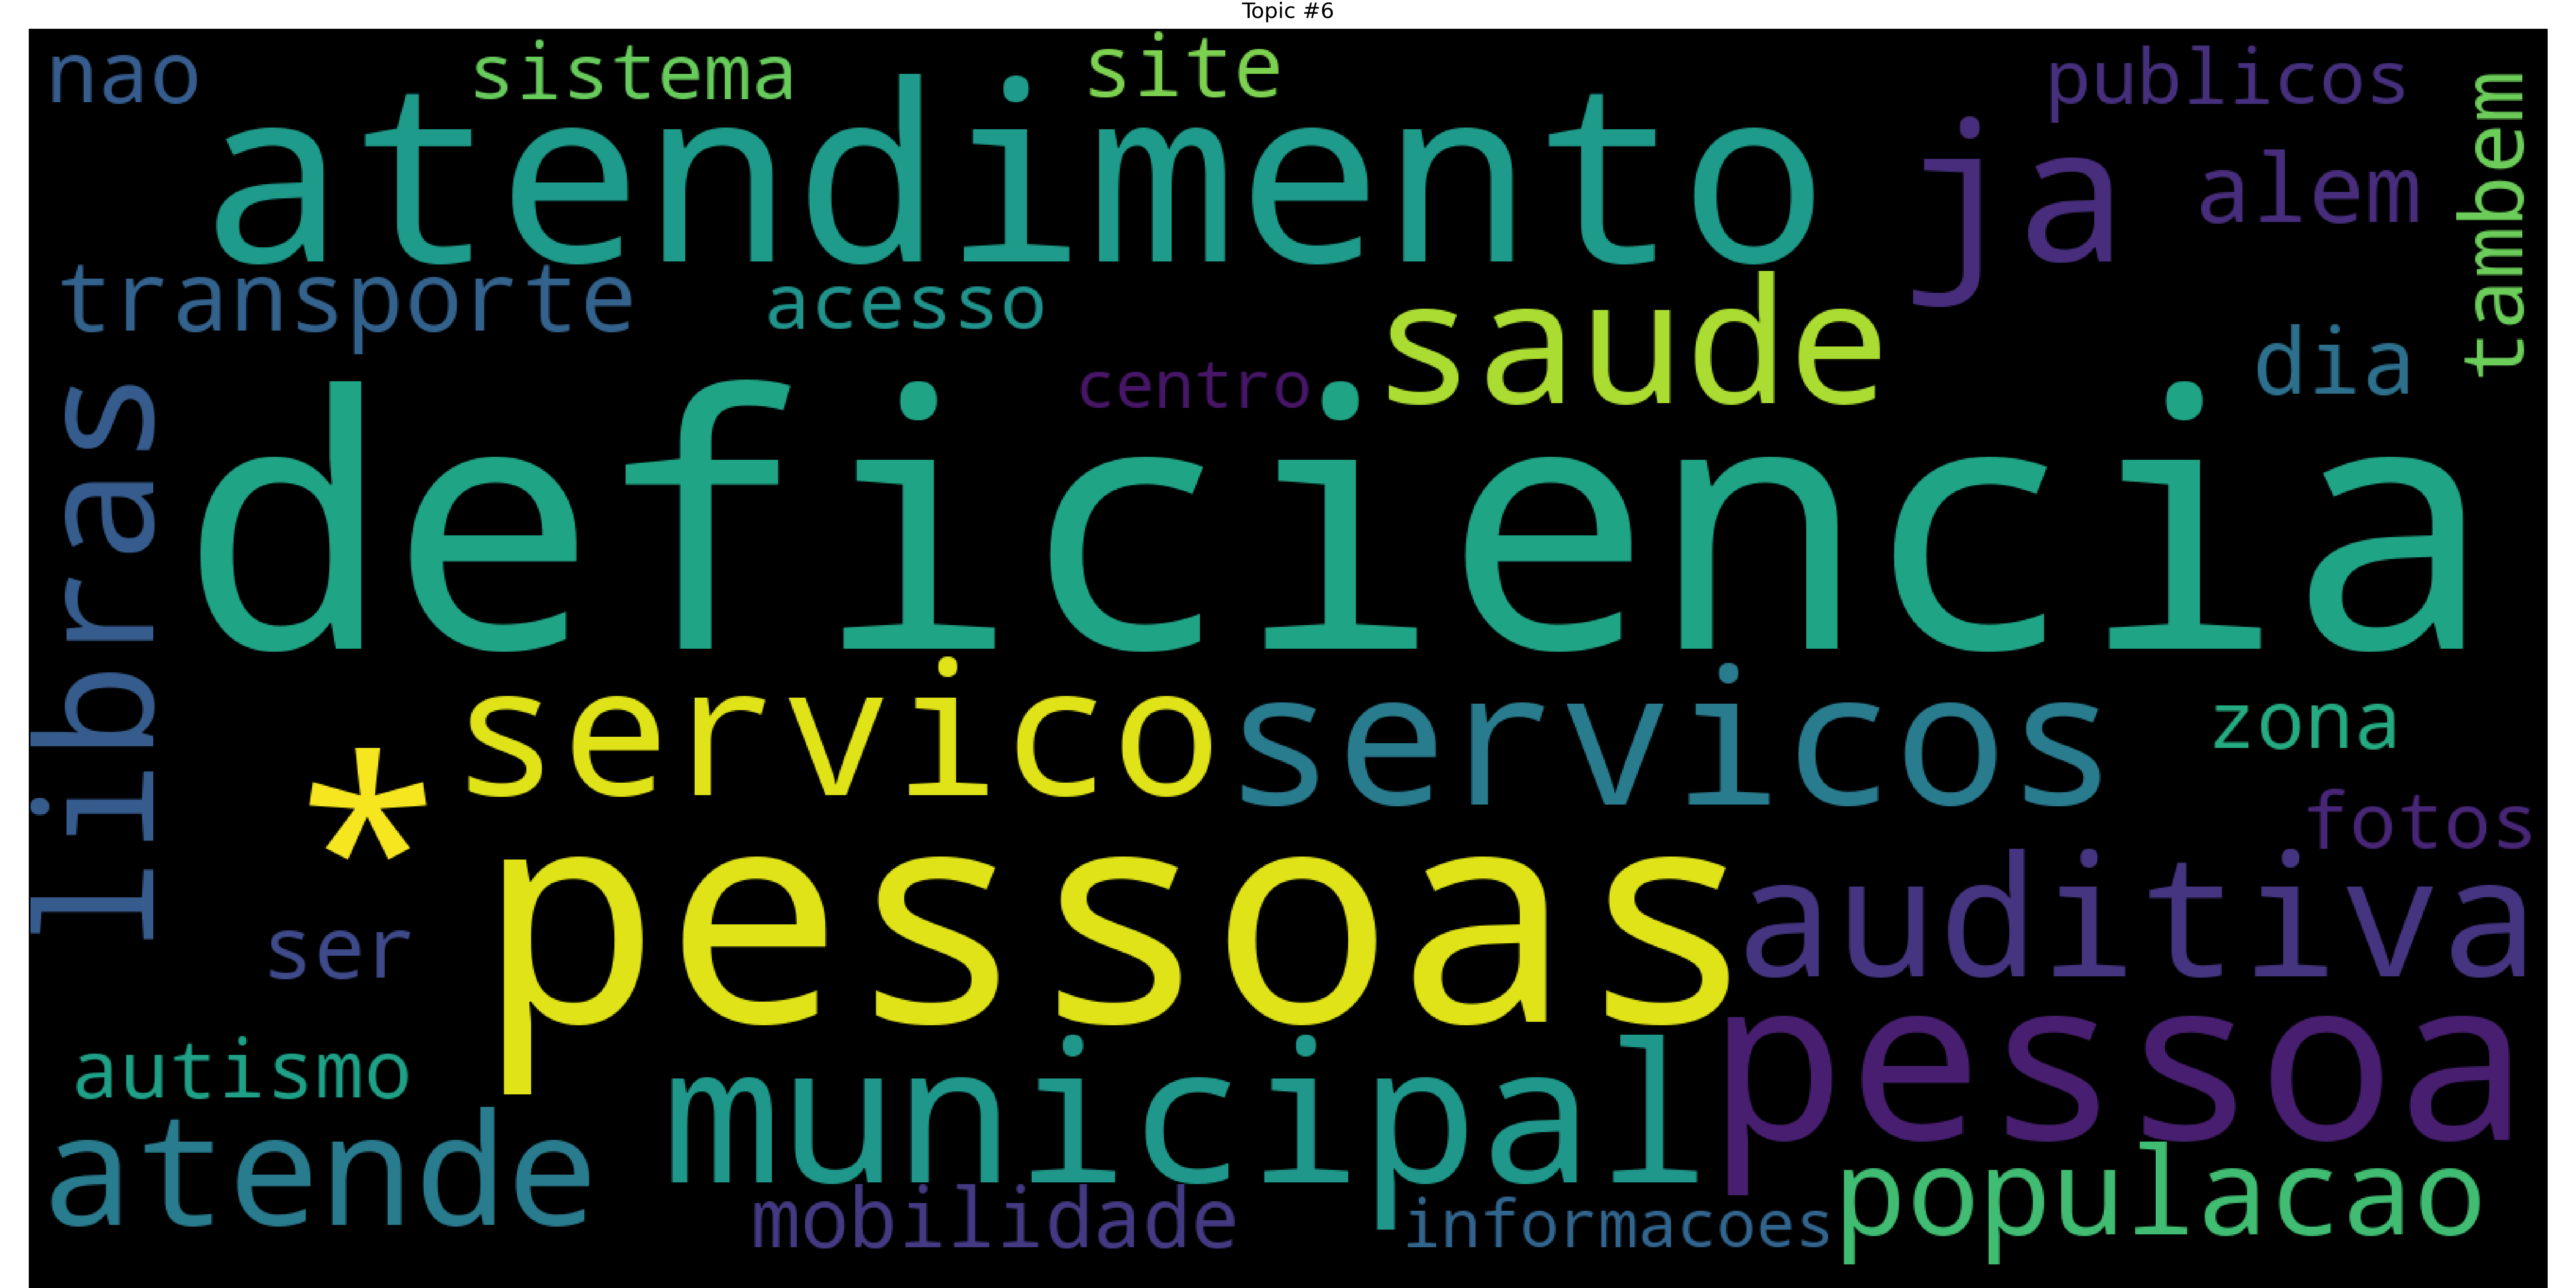 Topic #6
nao
sistema
site
publicos
tambem
atendimento
ja
alem
transporte
acesso
saude
dia
centro
libras
deficiencia
servico
servicos
zona
*
fotos
pessoas
auditiva
ser
pessoa
autismo
municipal
atende
populacao
mobilidade
informacoes